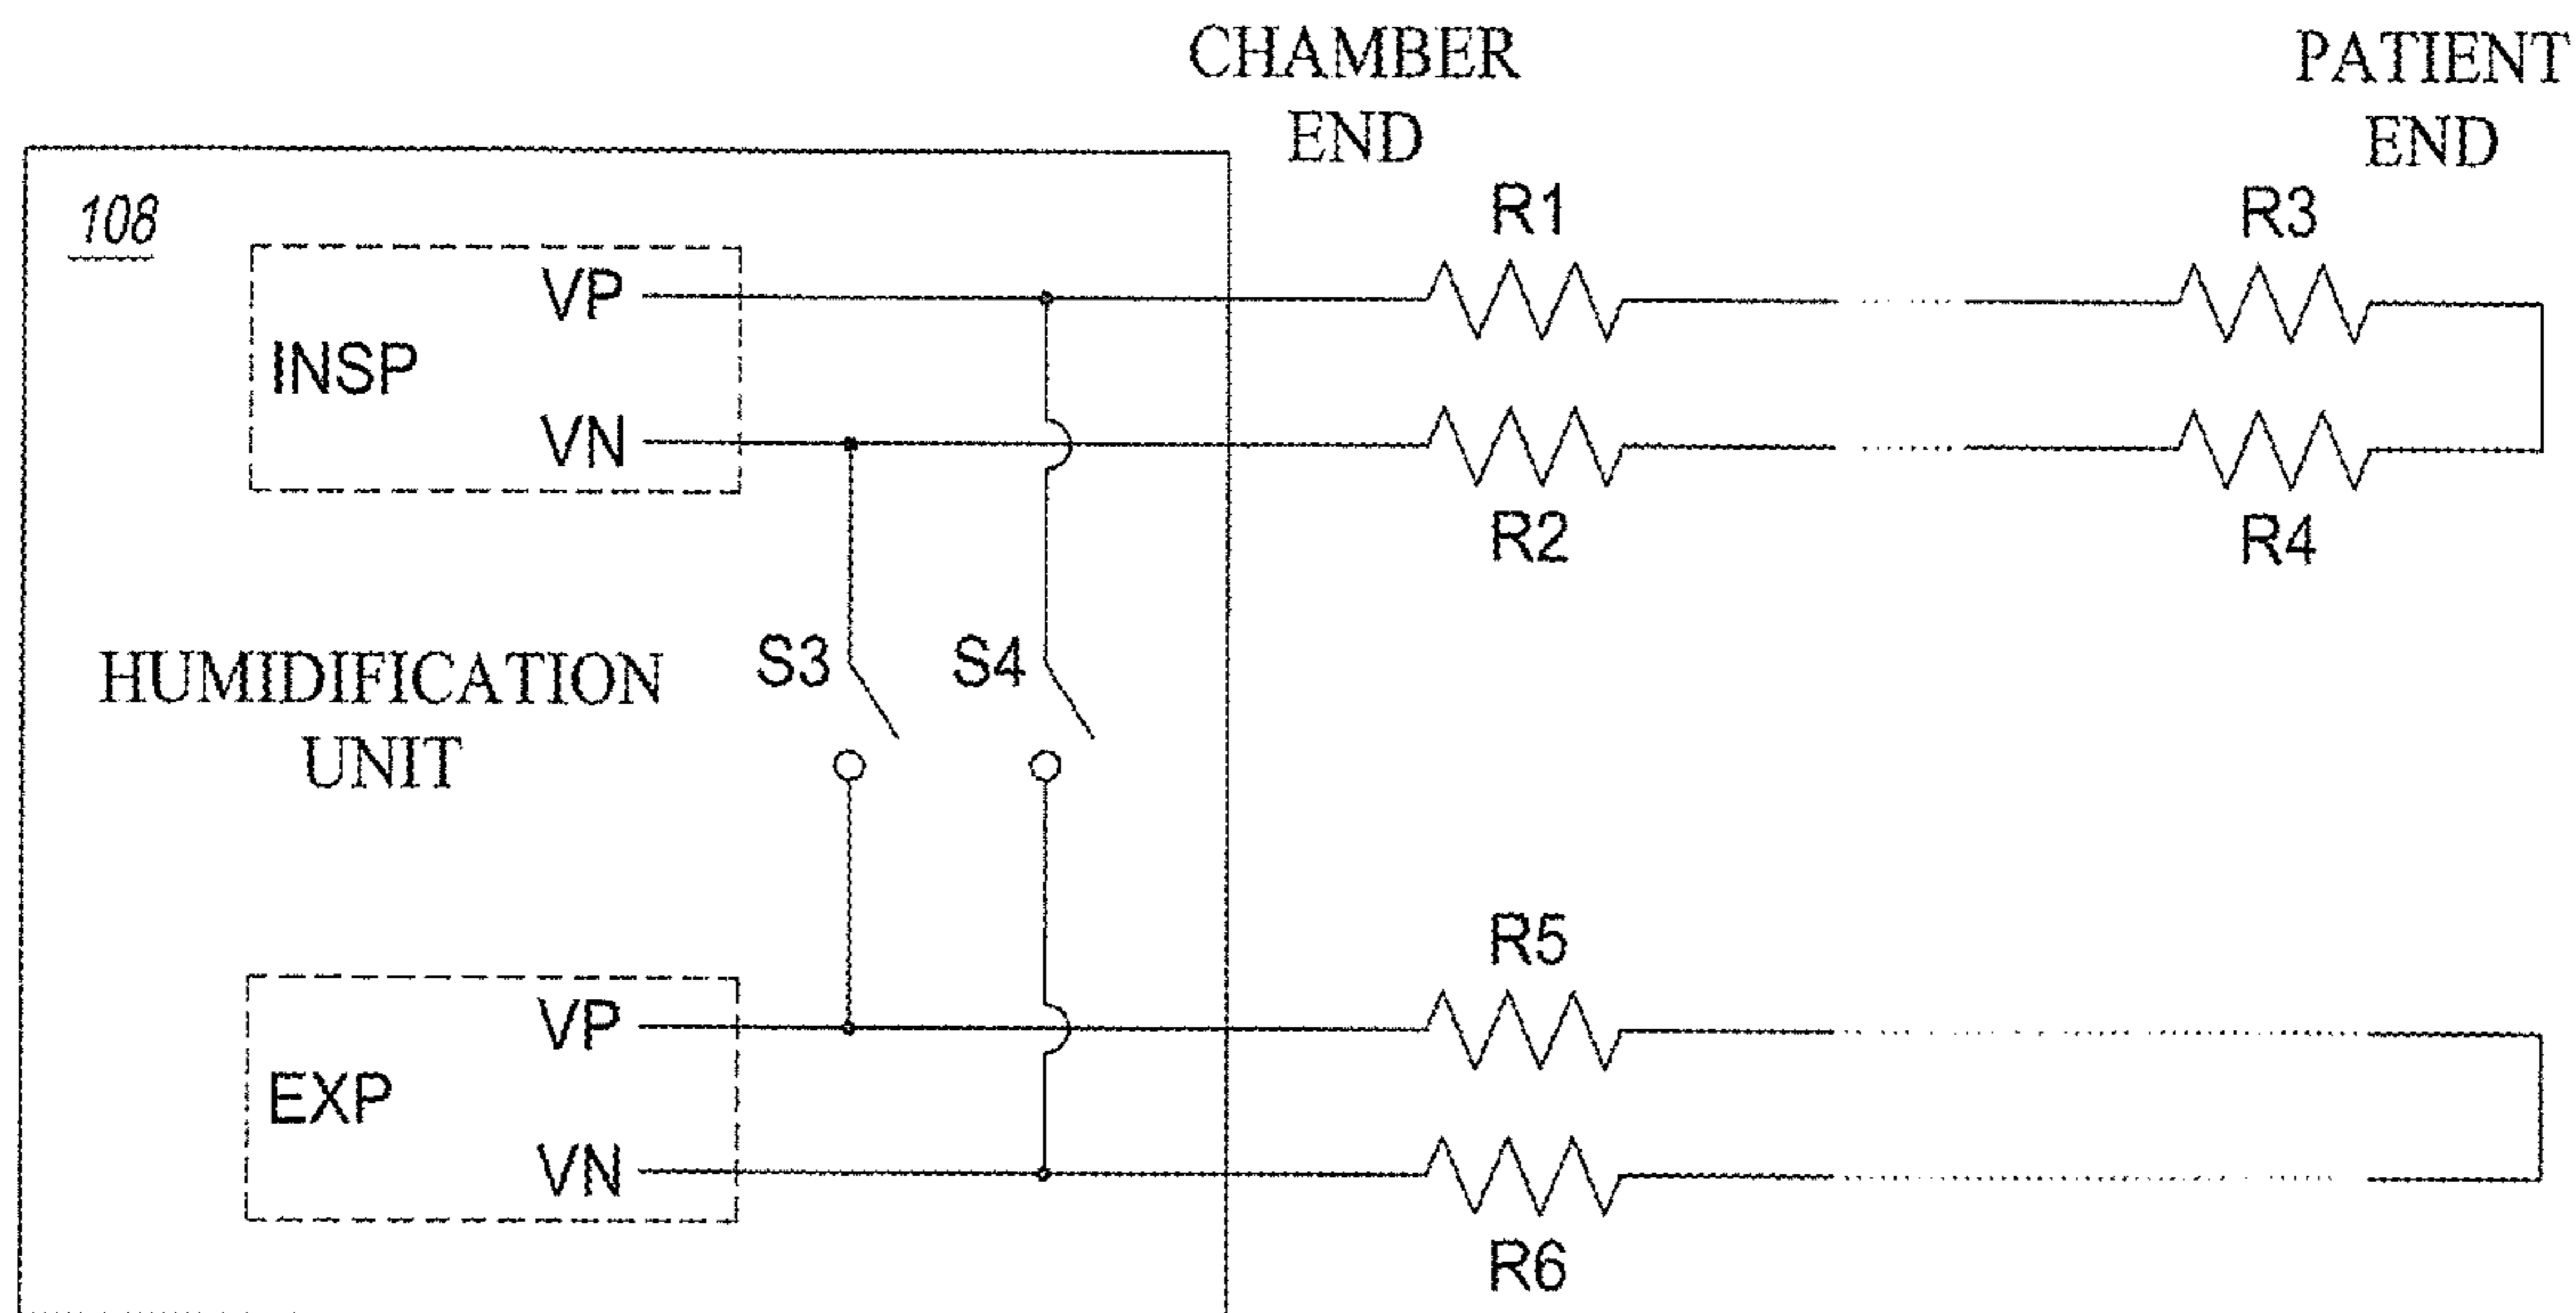 CHAMBER
END
PATIENT
END
108
R1
R3
VP
INSP
VN
R2
R4
S3
S4
HUMIDIFICATION
UNIT
R5
VP
EXP
VN
R6